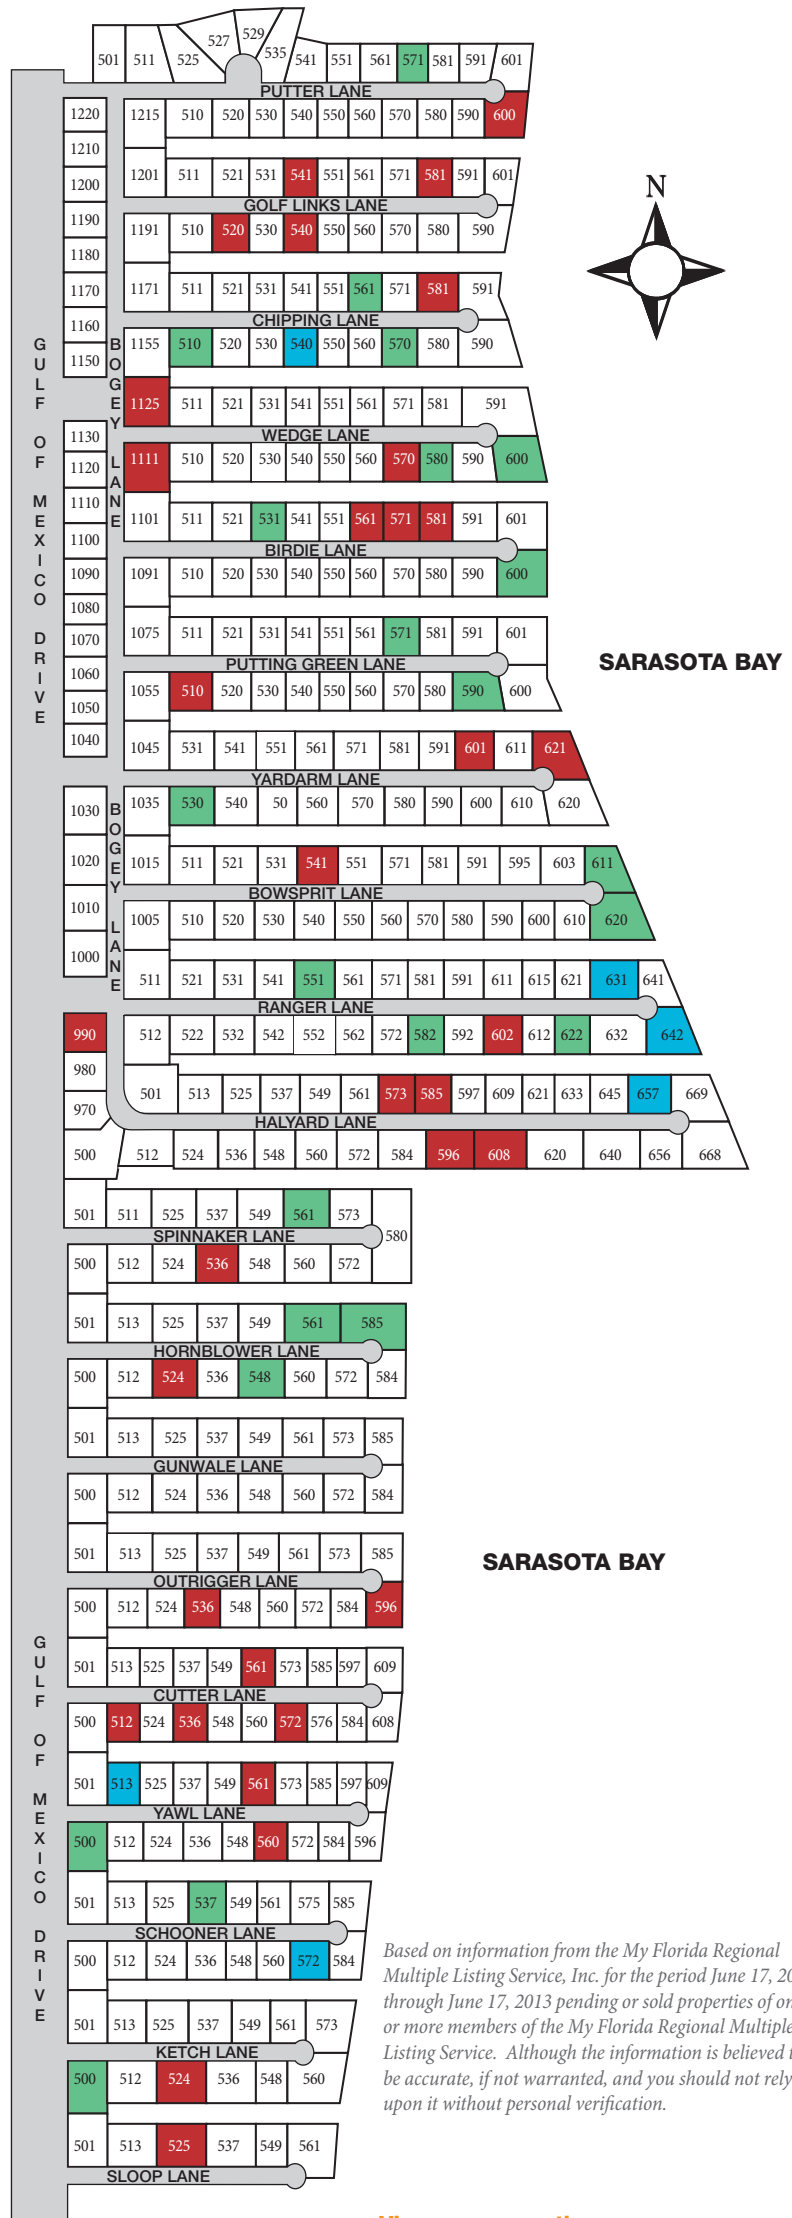 501 511 525 527 529 535 541 551 561 571 581 591 601
PUTTER LANE
1220 1215 510 520 530 540 550 560 570 580 590 600
1210
1200 1201 511 521 531 541 551 561 571 581 591 601
GOLF LINKS LANE
1190 1191 510 520 530 540 550 560 570 580 590
1180
1170 1171 511 521 531 541 551 561 571 581 591
CHIPPING LANE
1160
1150 1155 510 520 530 540 550 560 570 580 590
1125 511 521 531 541 551 561 571 581 591
WEDGE LANE
1130
1120 1111 510 520 530 540 550 560 570 580 590 600
1110
1100 1101 511 521 531 541 551 561 571 581 591 601
BIRDIE LANE
1090 1091 510 520 530 540 550 560 570 580 590 600
1080
1070 1075 511 521 531 541 551 561 571 581 591 601
PUTTING GREEN LANE
1060
1050 1055 510 520 530 540 550 560 570 580 590 600
1040 1045 531 541 551 561 571 581 591 601 611 621
YARDARM LANE
1030 1035 530 540 50 560 570 580 590 600 610 620
1020 1015 511 521 531 541 551 571 581 591 595 603 611
BOWSPRIT LANE
1010 1005 510 520 530 540 550 560 570 580 590 600 610 620
1000 511 521 531 541 551 561 571 581 591 611 615 621 631 641
RANGER LANE
990 512 522 532 542 552 562 572 582 592 602 612 622 632 642
980
970 501 513 525 537 549 561 573 585 597 609 621 633 645 657 669
HALYARD LANE
500 512 524 536 548 560 572 584 596 608 620 640 656 668
GULF OF MEXICO DRIVE
BOGEY LANE
BOGEY LANE
N
SARASOTA BAY
501 511 525 537 549 561 573 580
SPINNAKER LANE
500 512 524 536 548 560 572
501 513 525 537 549 561 585
HORNBLOWER LANE
500 512 524 536 548 560 572 584
501 513 525 537 549 561 573 585
GUNWALE LANE
500 512 524 536 548 560 572 584
501 513 525 537 549 561 573 585
OUTRIGGER LANE
500 512 524 536 548 560 572 584 596
501 513 525 537 549 561 573 585 597 609
CUTTER LANE
500 512 524 536 548 560 572 576 584 608
501 513 525 537 549 561 573 585 597 609
YAWL LANE
500 512 524 536 548 560 572 584 596
501 513 525 537 549 561 575 585
SCHOONER LANE
500 512 524 536 548 560 572 584
501 513 525 537 549 561 573
KETCH LANE
500 512 524 536 548 560
501 513 525 537 549 561
SLOOP LANE
GULF OF MEXICO DRIVE
SARASOTA BAY
Based on information from the My Florida Regional
Multiple Listing Service, Inc. for the period June 17, 20
through June 17, 2013 pending or sold properties of on
or more members of the My Florida Regional Multiple
Listing Service. Although the information is believed t
be accurate, if not warranted, and you should not rely
upon it without personal verification.